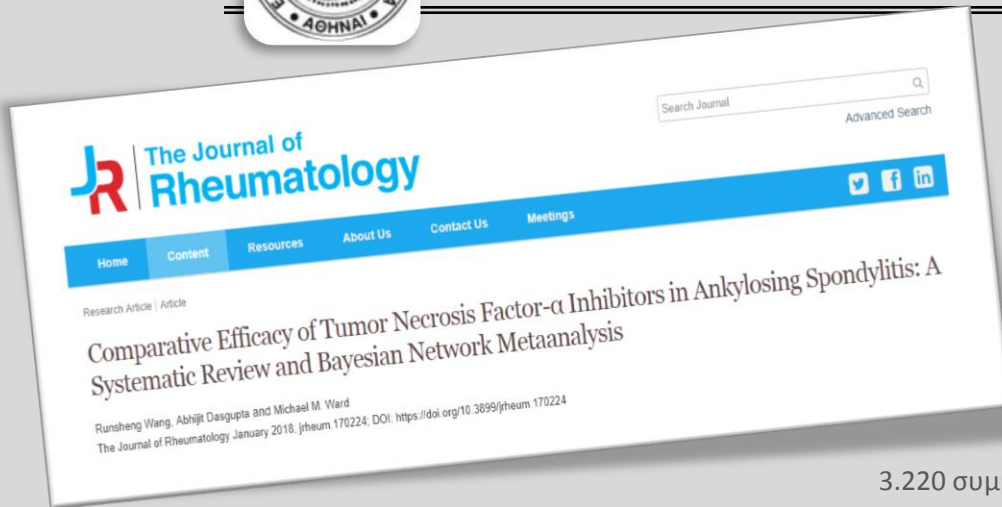 ΑΘΗΝΑΙ
The Journal of
Rheumatology
Search Journal
Advanced Search
Home Content Resources About Us Contact Us Meetings
Research Article | Article
Comparative Efficacy of Tumor Necrosis Factor-α Inhibitors in Ankylosing Spondylitis: A
Systematic Review and Bayesian Network Metaanalysis
Runsheng Wang, Abhijit Dasgupta and Michael M. Ward
The Journal of Rheumatology January 2018, jrheum.170224; DOI: https://doi.org/10.3899/jrheum.170224
3.220 συμ